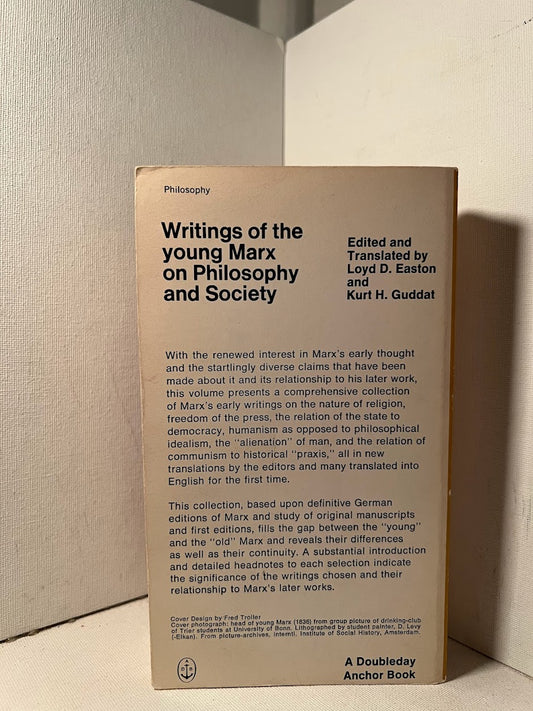 Philosophy
Writings of the
young Marx
on Philosophy
and Society
Edited and
Translated by
Loyd D. Easton
and
Kurt H. Guddat
With the renewed interest in Marx's early thought
and the startlingly diverse claims that have been
made about it and its relationship to his later work,
this volume presents a comprehensive collection
of Marx's early writings on the nature of religion,
freedom of the press, the relation of the state to
democracy, humanism as opposed to philosophical
idealism, the "alienation" of man, and the relation of
communism to historical "praxis," all in new
translations by the editors and many translated into
English for the first time.
This collection, based upon definitive German
editions of Marx and study of original manuscripts
and first editions, fills the gap between the "young"
and the "old" Marx and reveals their differences
as well as their continuity. A substantial introduction
and detailed headnotes to each selection indicate
the significance of the writings chosen and their
relationship to Marx's later works.
Cover Design by Fred Troller
Cover photograph: head of young Marx (1836) from group picture of drinking-club
of Trier students at University of Bonn. Lithographed by student painter, D. Levy
(-Elkan). From picture-archives, Interntl. Institute of Social History, Amsterdam.
A Doubleday
Anchor Book